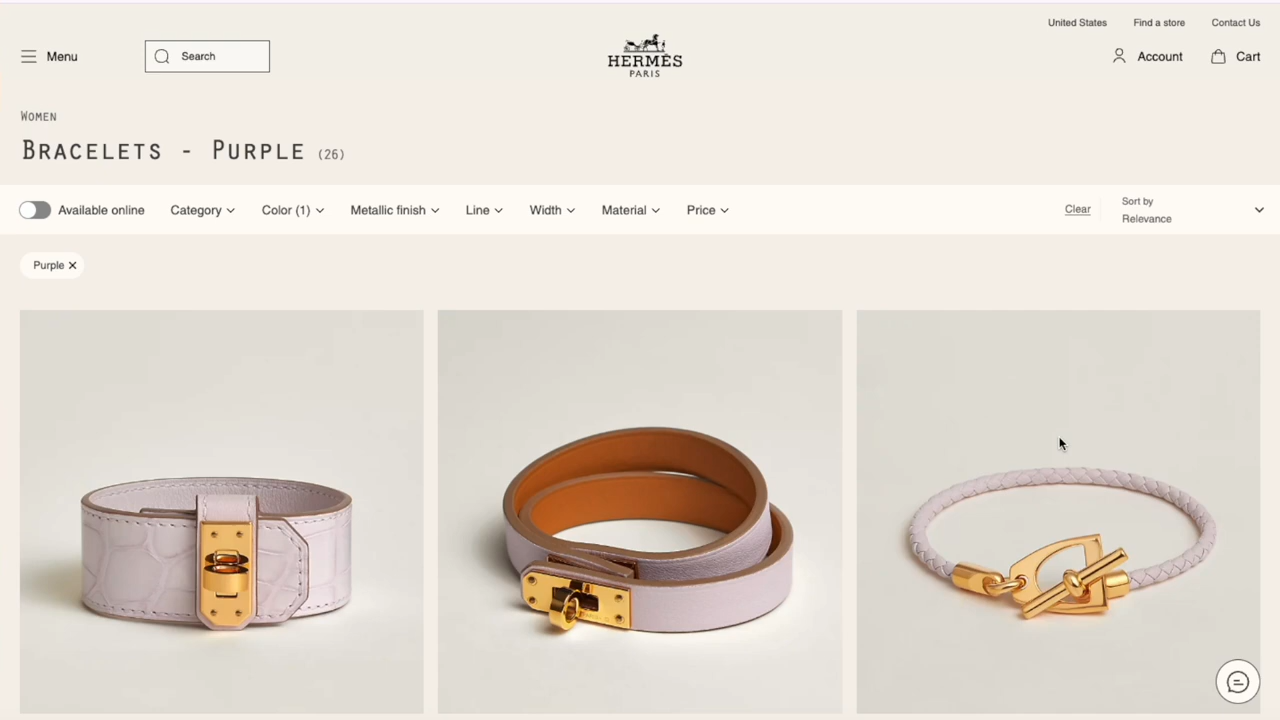 United States Find a store Contact Us
Menu Search HERMÈS PARIS Account Cart
Women
Bracelets - Purple (26)
Available online Category Color (1) Metallic finish Line Width Material Price Clear Sort by Relevance
Purple